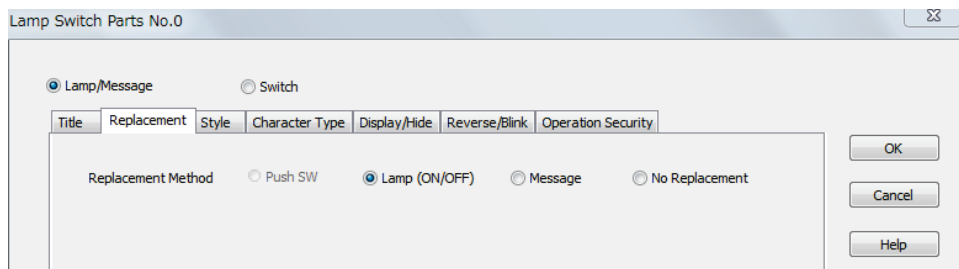 Lamp Switch Parts No.0
Lamp/Message Switch
Title Replacement Style Character Type Display/Hide Reverse/Blink Operation Security
Replacement Method Push SW Lamp (ON/OFF) Message No Replacement
OK
Cancel
Help